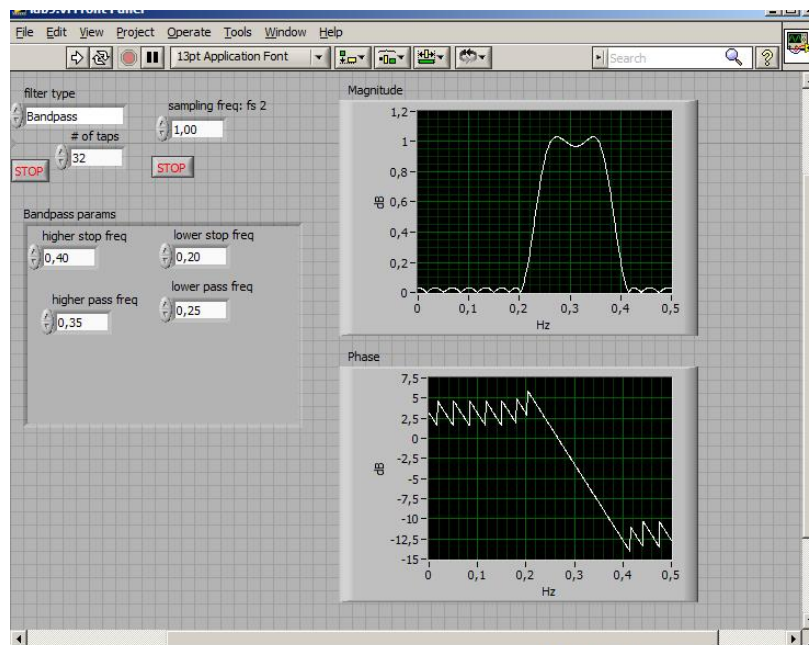 lab9.vi Front Panel
File Edit View Project Operate Tools Window Help
13pt Application Font
Search
filter type
Bandpass
sampling freq: fs 2
1,00
# of taps
32
STOP
STOP
Bandpass params
higher stop freq
0,40
lower stop freq
0,20
higher pass freq
0,35
lower pass freq
0,25
Magnitude
1,2
1
0,8
0,6
0,4
0,2
0
dB
0 0,1 0,2 0,3 0,4 0,5
Hz
Phase
7,5
5
2,5
0
-2,5
-5
-7,5
-10
-12,5
-15
dB
0 0,1 0,2 0,3 0,4 0,5
Hz